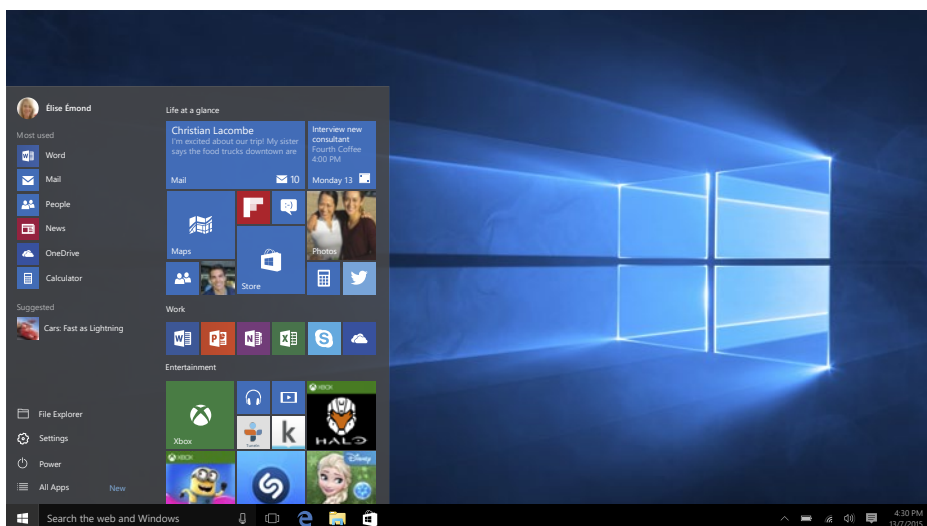 Élise Émond
Most used
Word
Mail
People
News
OneDrive
Calculator
Suggested
Cars: Fast as Lightning
File Explorer
Settings
Power
All Apps New
Life at a glance
Christian Lacombe
I'm excited about our trip! My sister
says the food trucks downtown are
Mail 10
Interview new
consultant
Fourth Coffee
4:00 PM
Monday 13
Maps
Store
Photos
Work
Entertainment
Xbox
TuneIn
k
XBOX
HALO
XBOX
Disney
Search the web and Windows
4:30 PM
13/7/2015